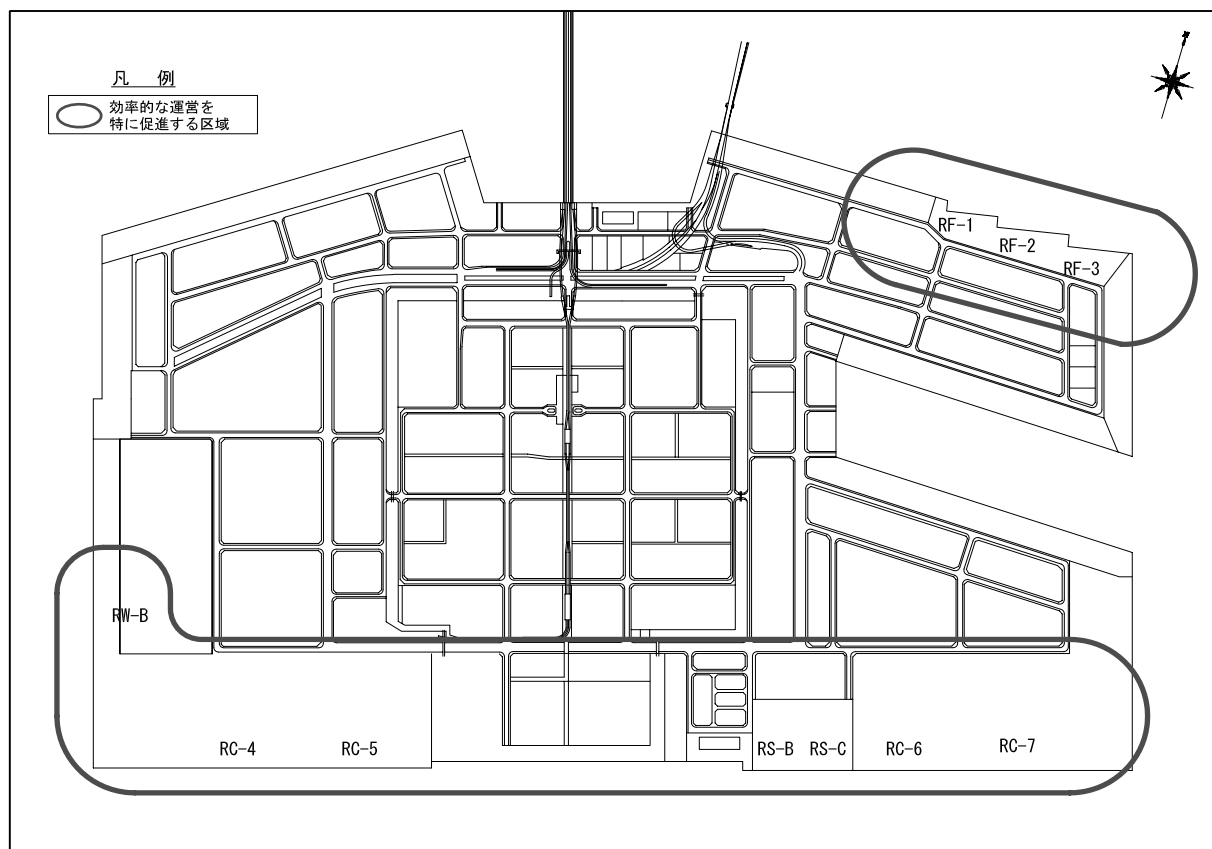 凡 例
効率的な運営を
特に促進する区域
RF-1
RF-2
RF-3
RW-B
RC-4
RC-5
RS-B
RS-C
RC-6
RC-7